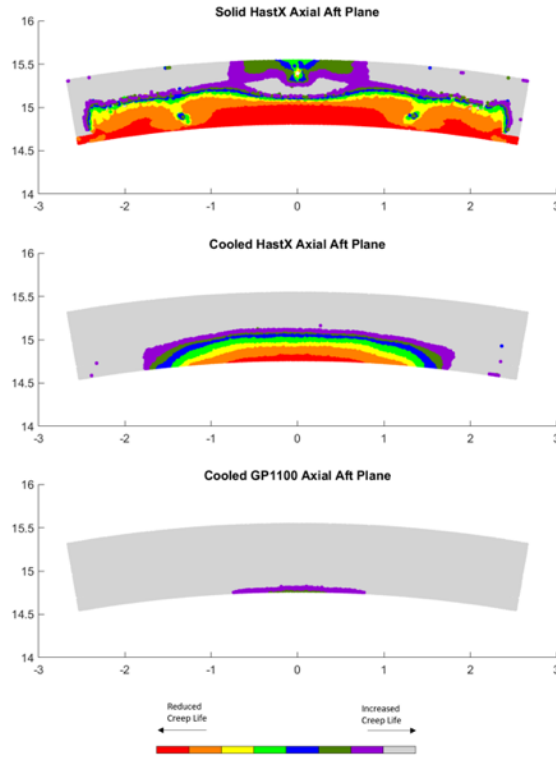 Solid HastX Axial Aft Plane
16
15.5
15
14.5
14
-3 -2 -1 0 1 2 3
Cooled HastX Axial Aft Plane
16
15.5
15
14.5
14
-3 -2 -1 0 1 2 3
Cooled GP1100 Axial Aft Plane
16
15.5
15
14.5
14
-3 -2 -1 0 1 2 3
Reduced Increased
Creep Life Creep Life